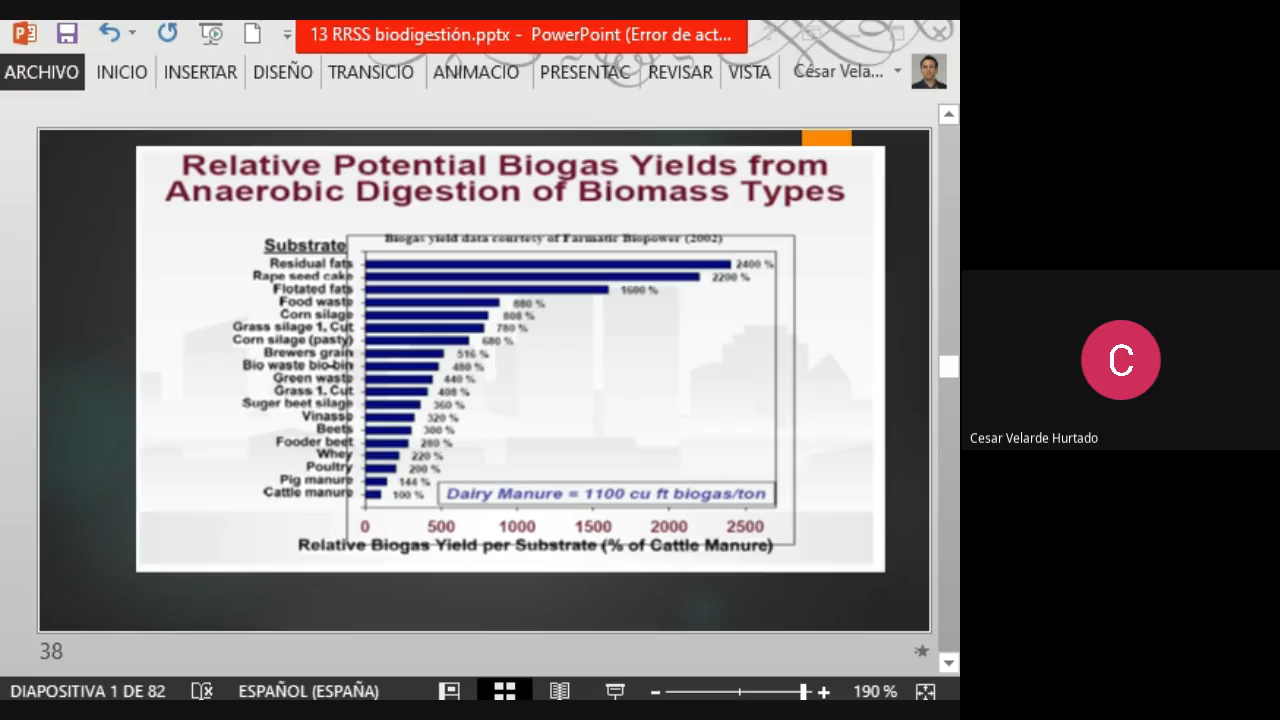 13 RRSS biodigestión.pptx - PowerPoint (Error de act...
ARCHIVO INICIO INSERTAR DISEÑO TRANSICIO ANIMACIO PRESENTAC REVISAR VISTA César Vela...
Relative Potential Biogas Yields from
Anaerobic Digestion of Biomass Types
Biogas yield data courtesy of Farmatic Biopower (2002)
Substrate
Residual fats 2400 %
Rape seed cake 2200 %
Flotated fats 1600 %
Food waste 880 %
Corn silage 808 %
Grass silage 1, Cut 780 %
Corn silage (pasty) 680 %
Brewers grain 516 %
Bio waste bio-bin 480 %
Green waste 440 %
Grass 1, Cut 408 %
Suger beet silage 360 %
Vinasse 320 %
Beets 300 %
Fooder beet 280 %
Whey 220 %
Poultry 200 %
Pig manure 144 %
Cattle manure 100 %
Dairy Manure = 1100 cu ft biogas/ton
0 500 1000 1500 2000 2500
Relative Biogas Yield per Substrate (% of Cattle Manure)
38
DIAPOSITIVA 1 DE 82 ESPAÑOL (ESPAÑA) 190 %
C
Cesar Velarde Hurtado